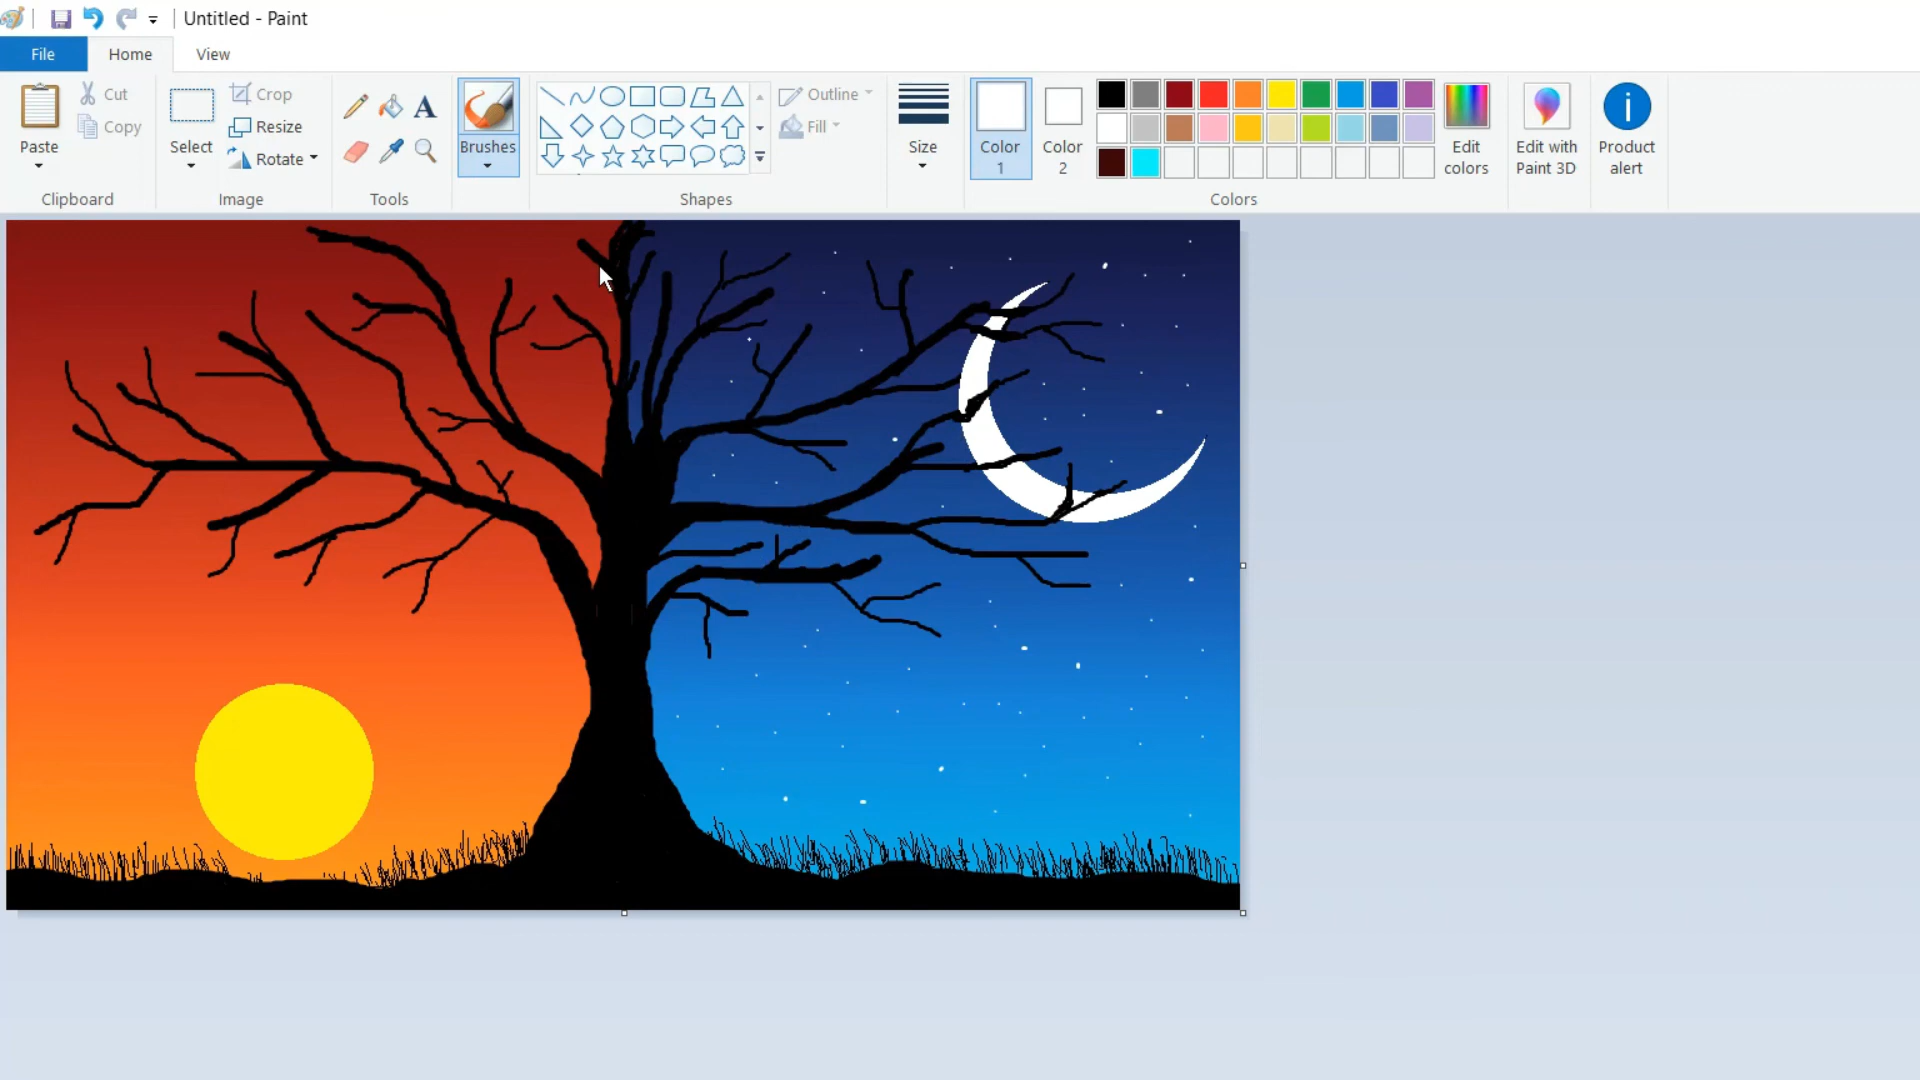 Untitled - Paint
File Home View
Paste Cut Copy
Clipboard
Select Crop Resize Rotate
Image
A
Tools
Brushes
Outline Fill
Shapes
Size
Color 1
Color 2
Edit colors
Colors
Edit with Paint 3D
Product alert